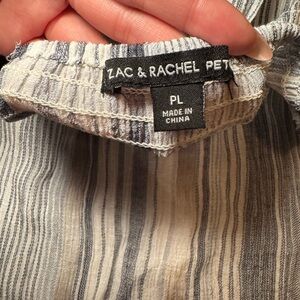 ZAC & RACHEL PET
PL
MADE IN
CHINA